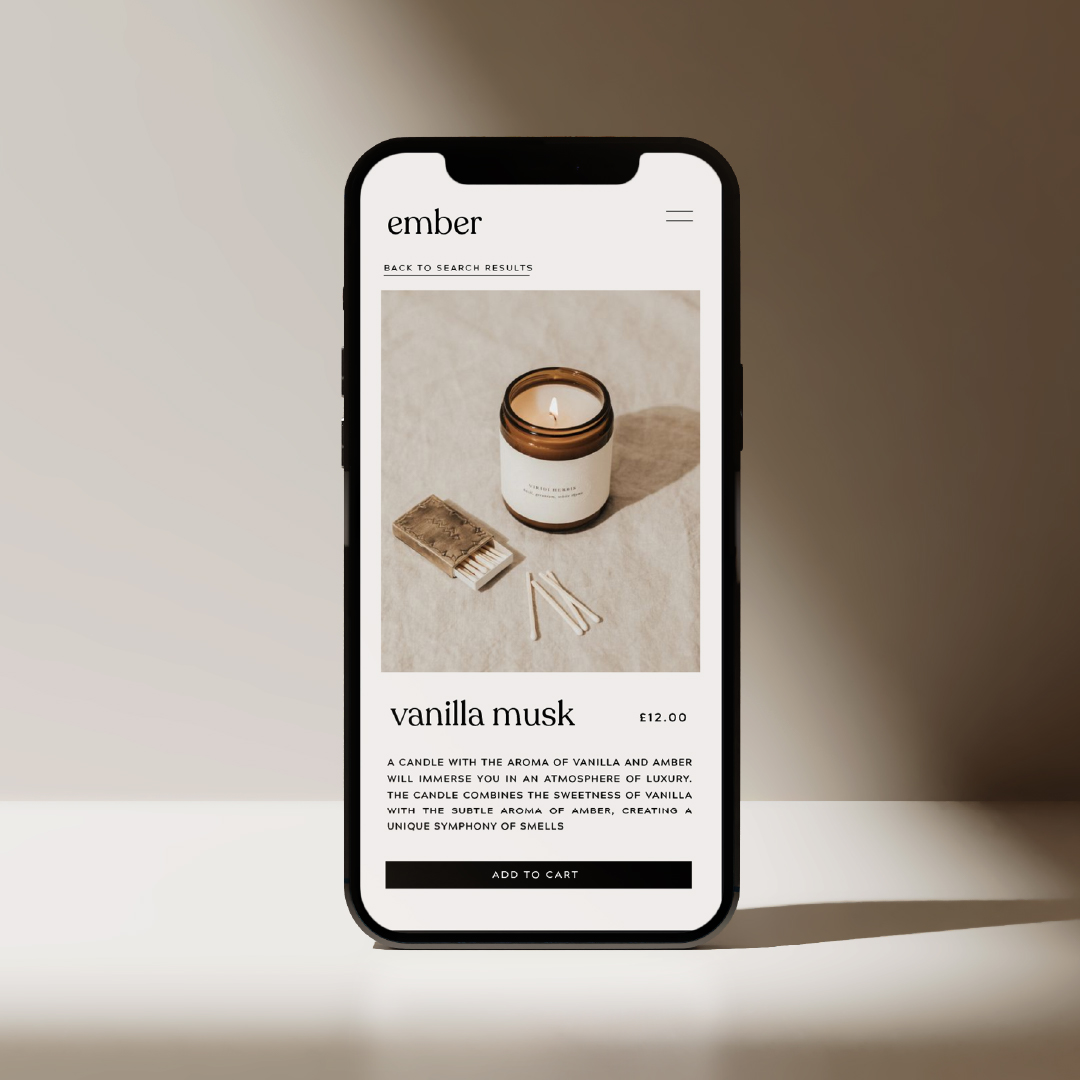 ember
BACK TO SEARCH RESULTS
vanilla musk
£12.00
A CANDLE WITH THE AROMA OF VANILLA AND AMBER
WILL IMMERSE YOU IN AN ATMOSPHERE OF LUXURY.
THE CANDLE COMBINES THE SWEETNESS OF VANILLA
WITH THE SUBTLE AROMA OF AMBER, CREATING A
UNIQUE SYMPHONY OF SMELLS
ADD TO CART